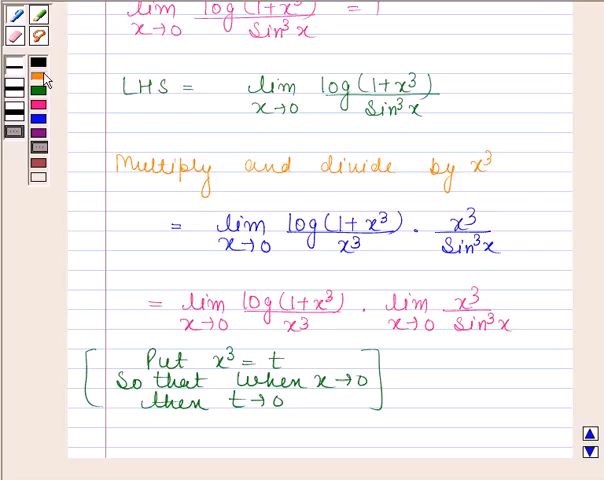 lim x→0 log(1+x³)/Sin³x = 1
LHS = lim x→0 log(1+x³)/Sin³x
Multiply and divide by x³
= lim x→0 log(1+x³)/x³ · x³/Sin³x
= lim x→0 log(1+x³)/x³ · lim x→0 x³/Sin³x
[Put x³ = t
So that when x→0
then t→0]